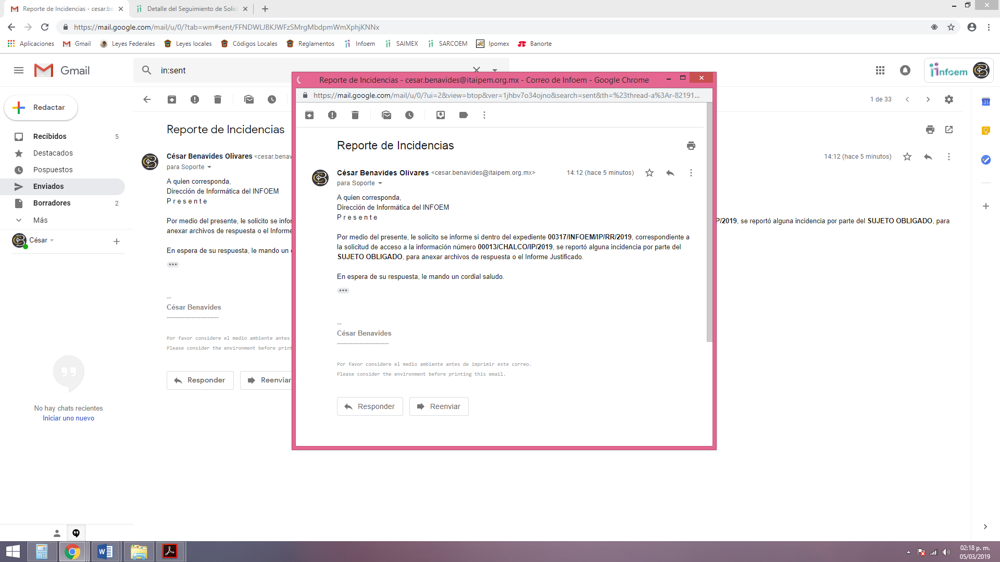 Reporte de Incidencias - cesar.be
Detalle del Seguimiento de Solici
https://mail.google.com/mail/u/0/?tab=wm#sent/FFNDWLJBKJWFzSMrgMbdpmWmXphjKNNx
Aplicaciones
Gmail
Leyes Federales
Leyes locales
Códigos Locales
Reglamentos
Infoem
SAIMEX
SARCOEM
Ipomex
Banorte
Gmail
in:sent
infoem
Redactar
1 de 33
31
Recibidos 5
Destacados
Pospuestos
Enviados
Borradores 2
Más
César
No hay chats recientes
Iniciar uno nuevo
Reporte de Incidencias
César Benavides Olivares <cesar.benav
14:12 (hace 5 minutos)
para Soporte
A quien corresponda,
Dirección de Informática del INFOEM
P r e s e n t e
Por medio del presente, le solicito se infor
P/2019, se reportó alguna incidencia por parte del SUJETO OBLIGADO, para
anexar archivos de respuesta o el Informe
En espera de su respuesta, le mando un c
--
César Benavides
-----------------------
Por favor considere el medio ambiente antes
Please consider the environment before print
Responder
Reenviar
Reporte de Incidencias - cesar.benavides@itaipem.org.mx - Correo de Infoem - Google Chrome
https://mail.google.com/mail/u/0/?ui=2&view=btop&ver=1jhbv7o34ojno&search=sent&th=%23thread-a%3Ar-82191...
Reporte de Incidencias
César Benavides Olivares <cesar.benavides@itaipem.org.mx> 14:12 (hace 5 minutos)
para Soporte
A quien corresponda,
Dirección de Informática del INFOEM
P r e s e n t e
Por medio del presente, le solicito se informe si dentro del expediente 00317/INFOEM/IP/RR/2019, correspondiente a
la solicitud de acceso a la información número 00013/CHALCO/IP/2019, se reportó alguna incidencia por parte del
SUJETO OBLIGADO, para anexar archivos de respuesta o el Informe Justificado.
En espera de su respuesta, le mando un cordial saludo.
--
César Benavides
-----------------------
Por favor considere el medio ambiente antes de imprimir este correo.
Please consider the environment before printing this email.
Responder
Reenviar
02:18 p. m.
05/03/2019